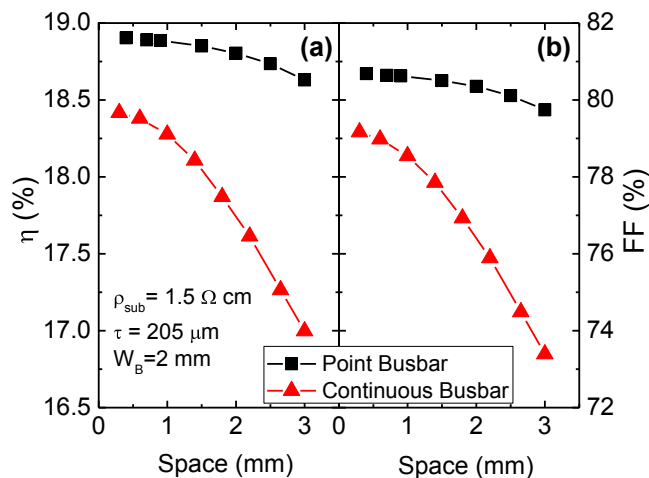 19.0
18.5
18.0
17.5
17.0
16.5
η (%)
(a)
ρsub= 1.5 Ω cm
τ = 205 μm
WB=2 mm
0
1
2
3
Space (mm)
(b)
Point Busbar
Continuous Busbar
0
1
2
3
Space (mm)
82
80
78
76
74
72
FF (%)